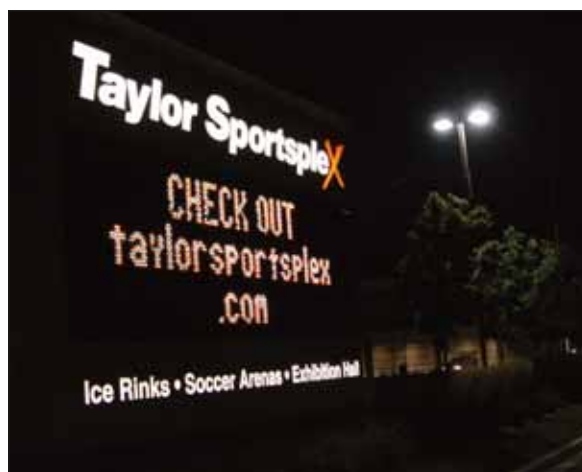 Taylor SportspleX
CHECK OUT
taylorsportsplex
.com
Ice Rinks • Soccer Arenas • Exhibition Hall